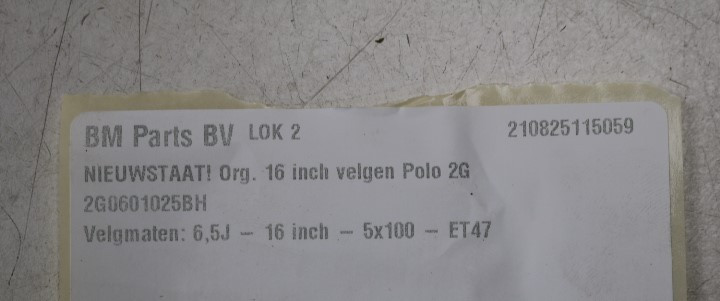 BM Parts BV LOK 2 210825115059
NIEUWSTAAT! Org. 16 inch velgen Polo 2G
2G0601025BH
Velgmaten: 6,5J – 16 inch – 5x100 – ET47